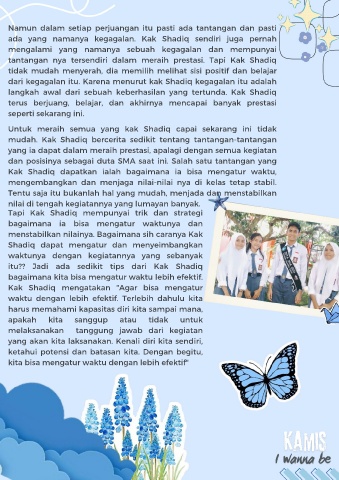 Namun dalam setiap perjuangan itu pasti ada tantangan dan pasti
ada yang namanya kegagalan. Kak Shadiq sendiri juga pernah
mengalami yang namanya sebuah kegagalan dan mempunyai
tantangan nya tersendiri dalam meraih prestasi. Tapi Kak Shadiq
tidak mudah menyerah, dia memilih melihat sisi positif dan belajar
dari kegagalan itu. Karena menurut kak Shadiq kegagalan itu adalah
langkah awal dari sebuah keberhasilan yang tertunda. Kak Shadiq
terus berjuang, belajar, dan akhirnya mencapai banyak prestasi
seperti sekarang ini.
Untuk meraih semua yang kak Shadiq capai sekarang ini tidak
mudah. Kak Shadiq bercerita sedikit tentang tantangan-tantangan
yang ia dapat dalam meraih prestasi, apalagi dengan semua kegiatan
dan posisinya sebagai duta SMA saat ini. Salah satu tantangan yang
Kak Shadiq dapatkan ialah bagaimana ia bisa mengatur waktu,
mengembangkan dan menjaga nilai-nilai nya di kelas tetap stabil.
Tentu saja itu bukanlah hal yang mudah, menjada dan menstabilkan
nilai di tengah kegiatannya yang lumayan banyak.
Tapi Kak Shadiq mempunyai trik dan strategi
bagaimana ia bisa mengatur waktunya dan
menstabilkan nilainya. Bagaimana sih caranya Kak
Shadiq dapat mengatur dan menyeimbangkan
waktunya dengan kegiatannya yang sebanyak
itu?? Jadi ada sedikit tips dari Kak Shadiq
bagaimana kita bisa mengatur waktu lebih efektif.
Kak Shadiq mengatakan "Agar bisa mengatur
waktu dengan lebih efektif. Terlebih dahulu kita
harus memahami kapasitas diri kita sampai mana,
apakah kita sanggup atau tidak untuk
melaksanakan tanggung jawab dari kegiatan
yang akan kita laksanakan. Kenali diri kita sendiri,
ketahui potensi dan batasan kita. Dengan begitu,
kita bisa mengatur waktu dengan lebih efektif"
KAMIS
I wanna be